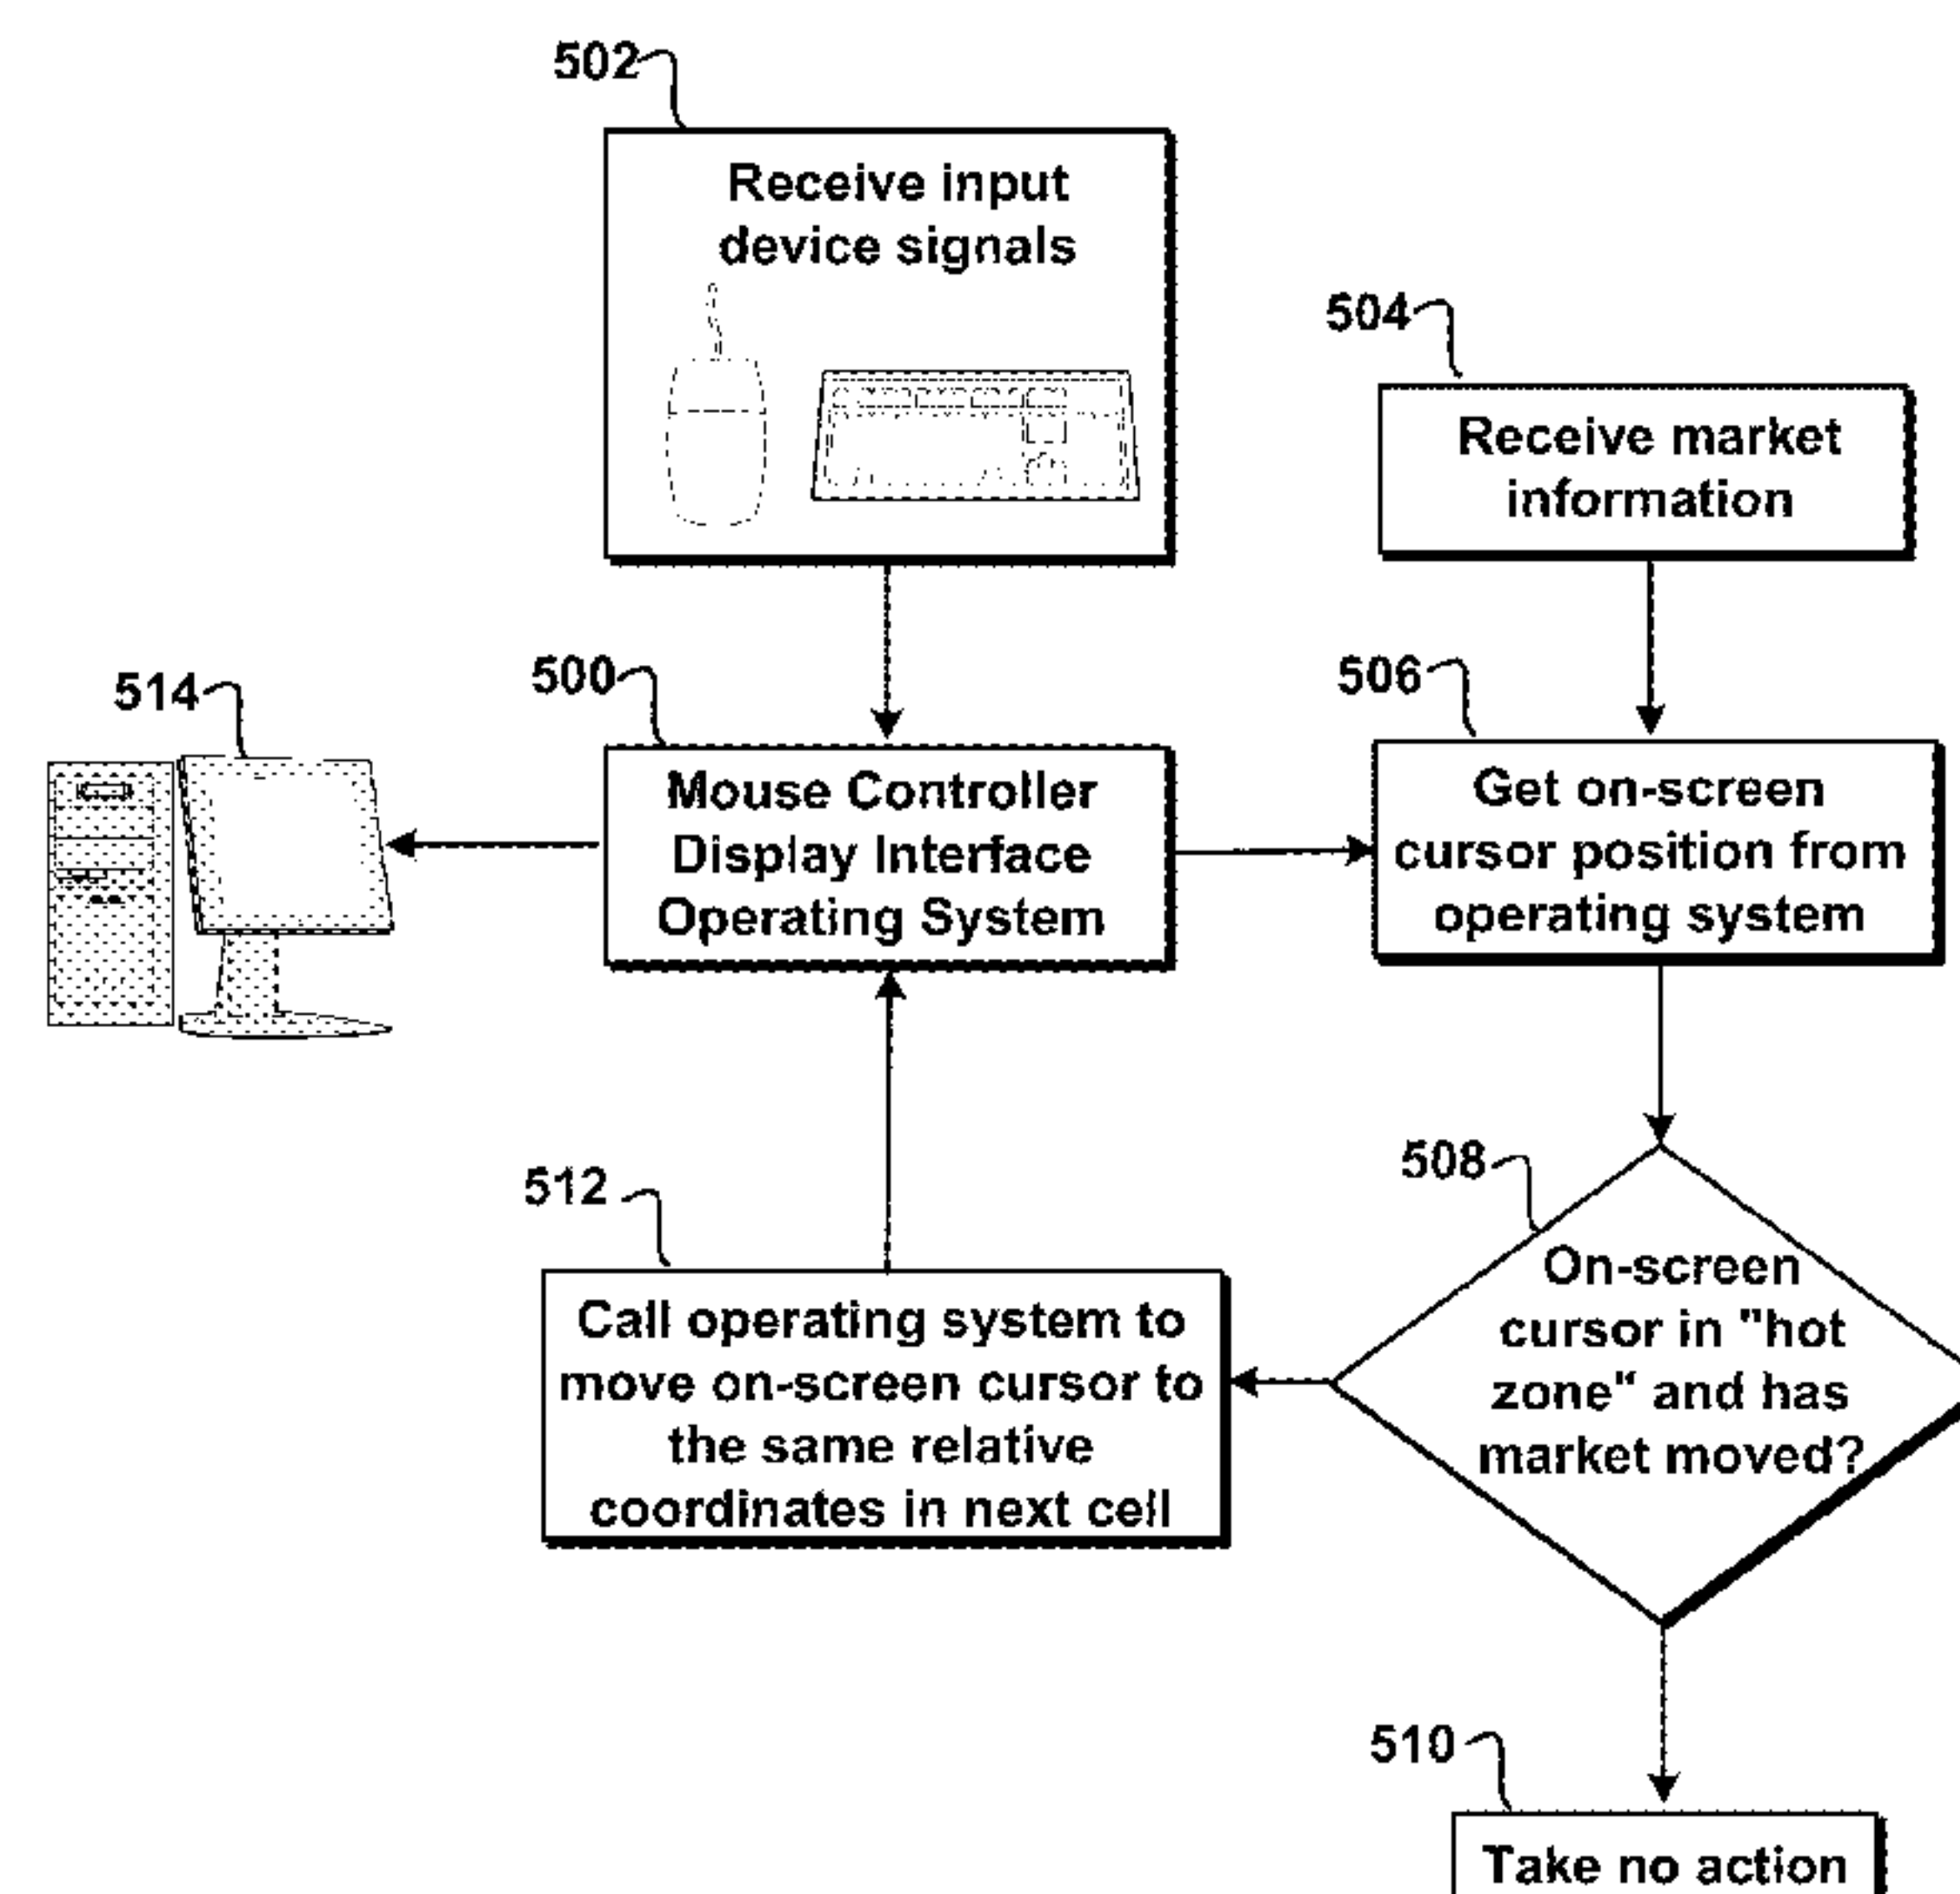 502
Receive input
device signals
504
Receive market
information
514
500
Mouse Controller
Display Interface
Operating System
506
Get on-screen
cursor position from
operating system
508
On-screen
cursor in "hot
zone" and has
market moved?
512
Call operating system to
move on-screen cursor to
the same relative
coordinates in next cell
510
Take no action